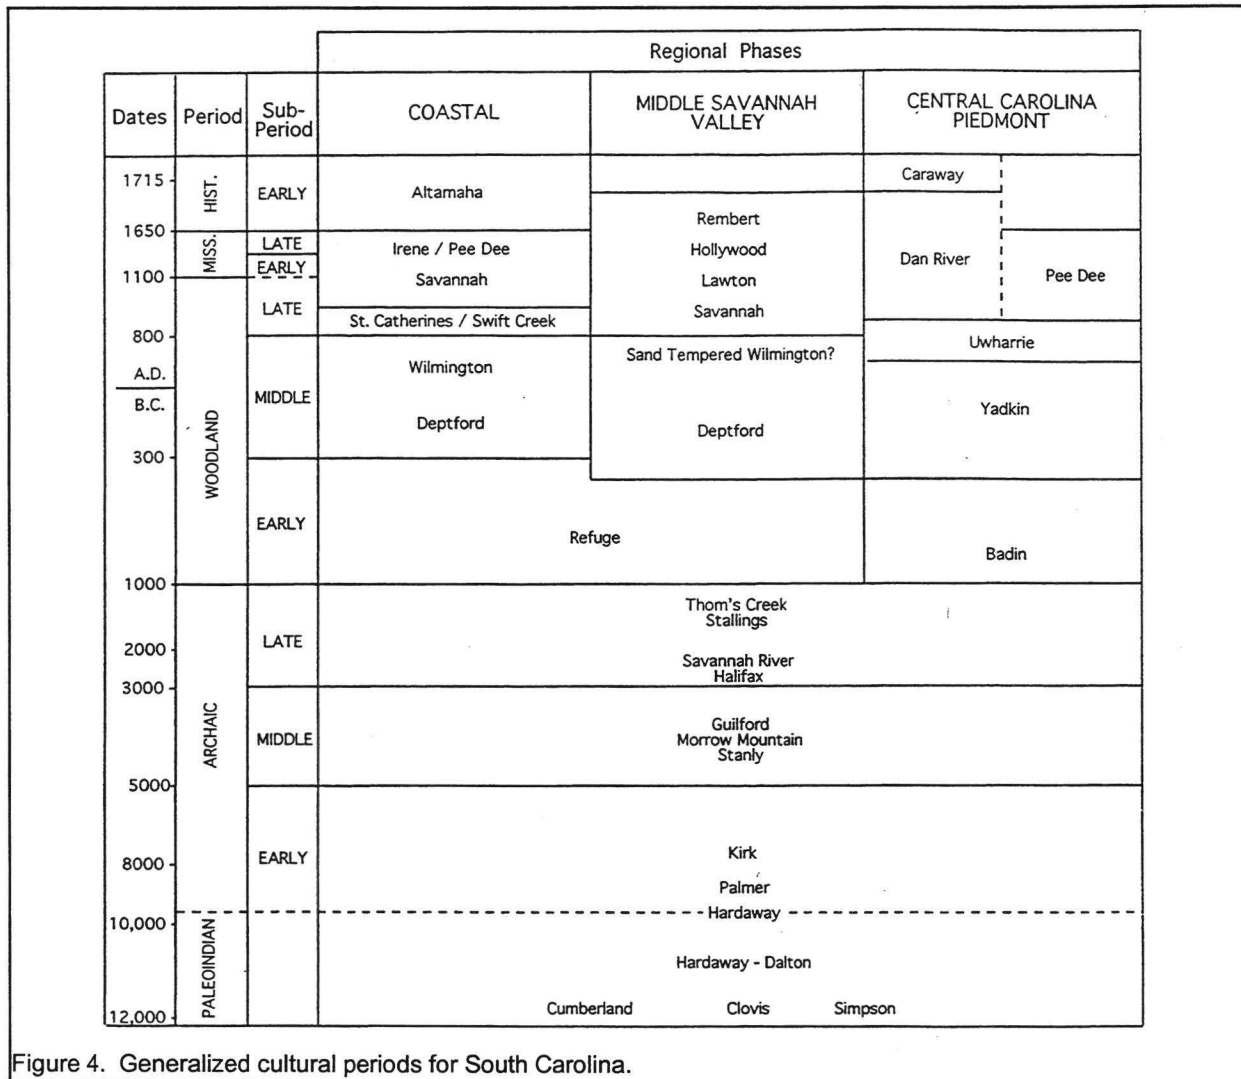 Regional Phases
Dates
Period
Sub-
Period
COASTAL
MIDDLE SAVANNAH
VALLEY
CENTRAL CAROLINA
PIEDMONT
1715
HIST.
EARLY
Altamaha
Caraway
Rembert
1650
MISS.
LATE
Irene / Pee Dee
Hollywood
Dan River
EARLY
1100
Savannah
Lawton
Pee Dee
LATE
Savannah
St. Catherines / Swift Creek
800
Uwharrie
Sand Tempered Wilmington?
A.D.
Wilmington
B.C.
MIDDLE
Yadkin
WOODLAND
Deptford
Deptford
300
EARLY
Refuge
Badin
1000
Thom's Creek
Stallings
LATE
2000
Savannah River
Halifax
3000
ARCHAIC
MIDDLE
Guilford
Morrow Mountain
Stanly
5000
8000
EARLY
Kirk
Palmer
Hardaway
10,000
PALEOINDIAN
Hardaway - Dalton
12,000
Cumberland
Clovis
Simpson
Figure 4. Generalized cultural periods for South Carolina.